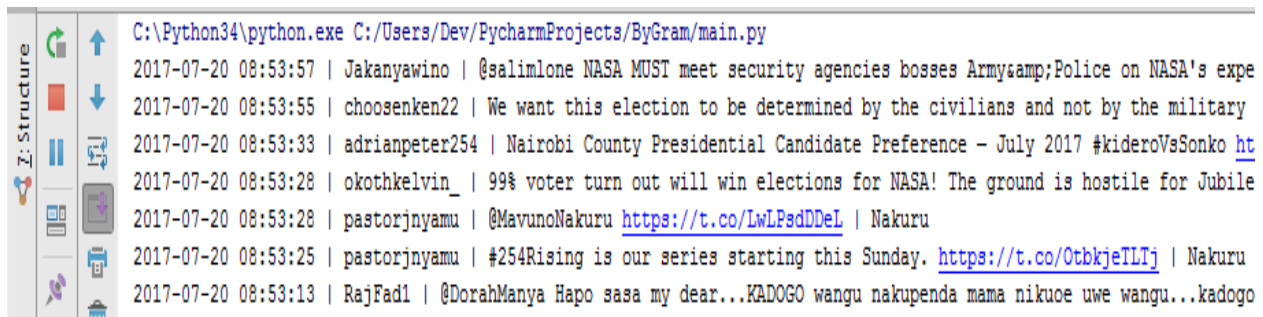 C:\Python34\python.exe C:/Users/Dev/PycharmProjects/ByGram/main.py
2017-07-20 08:53:57 | Jakanyawino | @salimlone NASA MUST meet security agencies bosses Army&amp;Police on NASA's expe
2017-07-20 08:53:55 | choosenken22 | We want this election to be determined by the civilians and not by the military
2017-07-20 08:53:33 | adrianpeter254 | Nairobi County Presidential Candidate Preference – July 2017 #kideroVsSonko ht
2017-07-20 08:53:28 | okothkelvin_ | 99% voter turn out will win elections for NASA! The ground is hostile for Jubile
2017-07-20 08:53:28 | pastorjnyamu | @MavunoNakuru https://t.co/LwLPsdDDeL | Nakuru
2017-07-20 08:53:25 | pastorjnyamu | #254Rising is our series starting this Sunday. https://t.co/OtbkjeTLTj | Nakuru
2017-07-20 08:53:13 | RajFad1 | @DorahManya Hapo sasa my dear...KADOGO wangu nakupenda mama nikuoe uwe wangu...kadogo
7: Structure